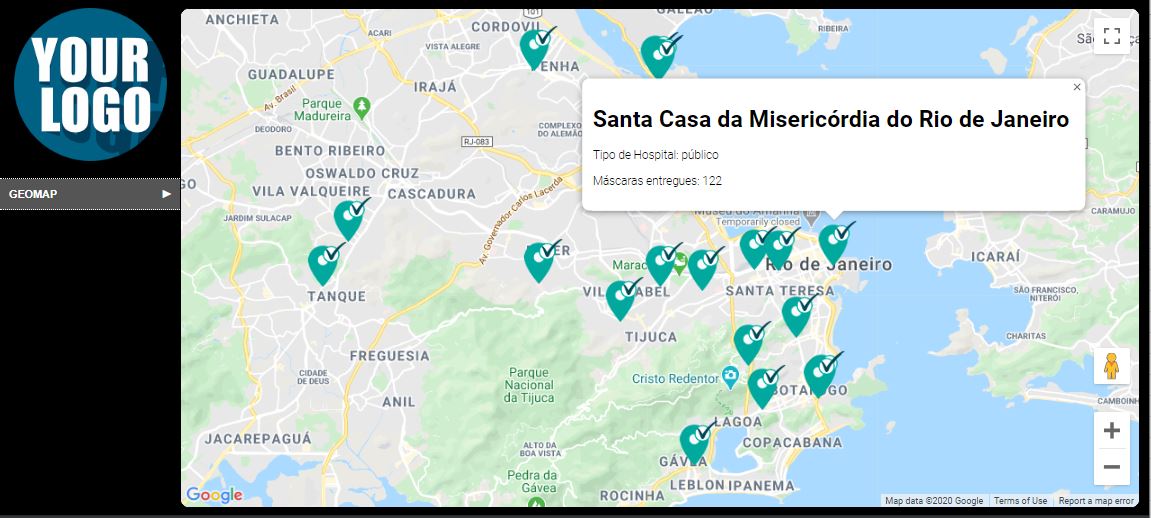 YOUR
LOGO
GEOMAP
ANCHIETA
CORDOVIL
RIBEIRA
ACARI
VISTA ALEGRE
GUADALUPE
IRAJÁ
Av. Brasil
Parque
Madureira
DEODORO
COMPLEXO
DO ALEMÃO
RJ-083
BENTO RIBEIRO
OSWALDO CRUZ
VILA VALQUEIRE
CASCADURA
Av. Governador Carlos Lacerda
JARDIM SULACAP
×
Santa Casa da Misericórdia do Rio de Janeiro
Tipo de Hospital: público
Máscaras entregues: 122
Museu do Amanhã
Temporarily closed
CARAMUJO
Rio de Janeiro
ICARAÍ
TANQUE
SANTA TERESA
SÃO FRANCISCO,
NITERÓI
TIJUCA
CHARITAS
FREGUESIA
CIDADE
DE DEUS
Parque
Nacional
da Tijuca
Cristo Redentor
BOTAFOGO
ANIL
LAGOA
JACAREPAGUÁ
ALTO DA
BOA VISTA
COPACABANA
GÁVEA
Pedra da
Gávea
LEBLON
IPANEMA
ROCINHA
Google
Map data ©2020 Google
Terms of Use
Report a map error